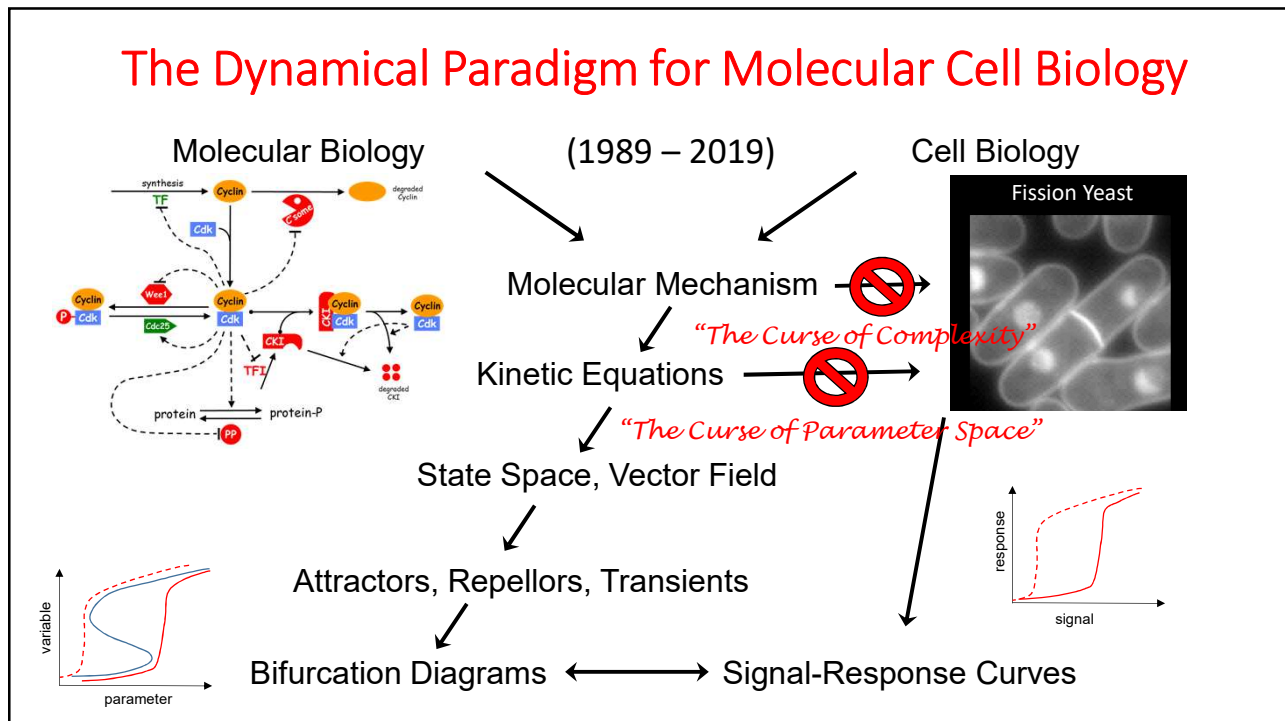 The Dynamical Paradigm for Molecular Cell Biology
Molecular Biology
(1989 – 2019)
Cell Biology
synthesis
TF
Cyclin
degraded
Cyclin
C'some
Cdk
Wee1
Cyclin
P
Cdk
Cdc25
Cyclin
Cdk
CKI
Cyclin
Cdk
Cyclin
Cdk
CKI
TFI
degraded
CKI
protein
protein-P
PP
Fission Yeast
Molecular Mechanism
"The Curse of Complexity"
Kinetic Equations
"The Curse of Parameter Space"
State Space, Vector Field
Attractors, Repellors, Transients
Bifurcation Diagrams
Signal-Response Curves
variable
parameter
response
signal